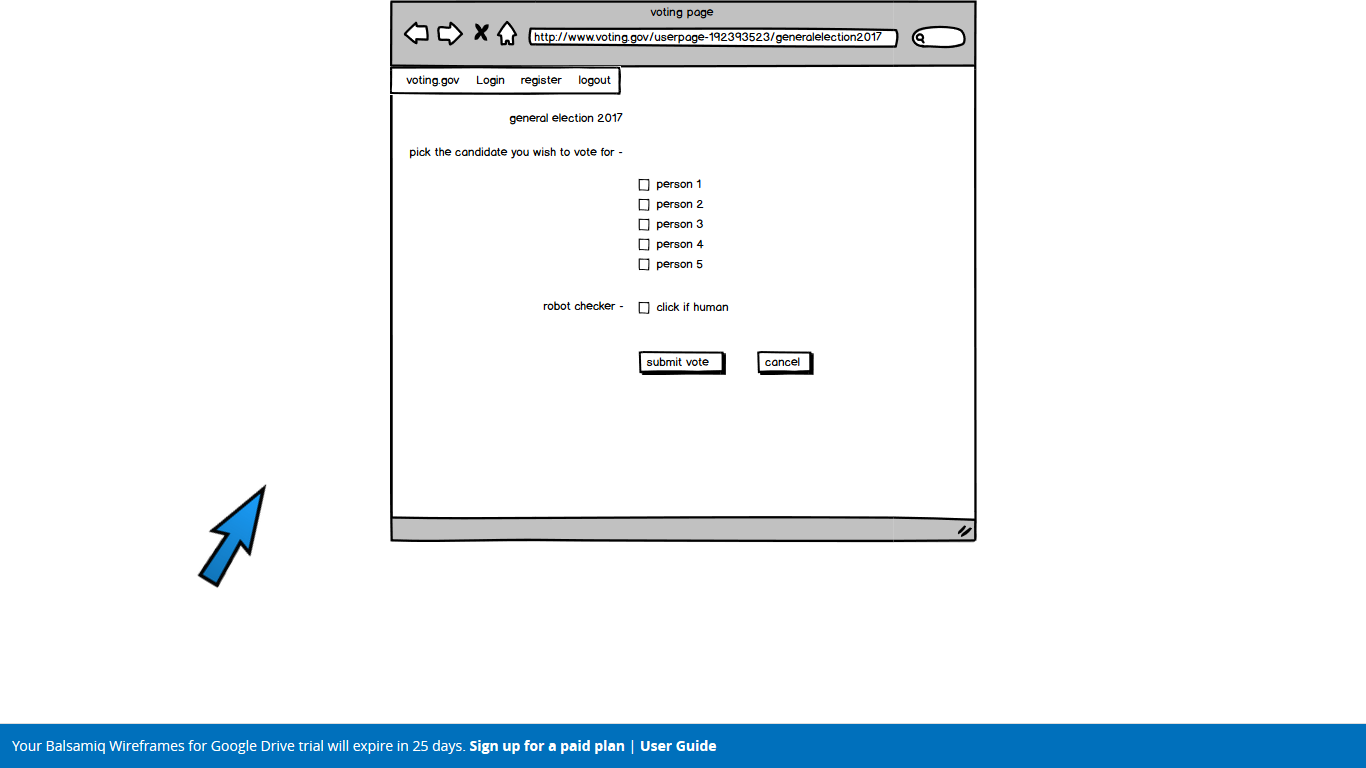 voting page
http://www.voting.gov/userpage-192393523/generalelection2017
voting.gov Login register logout
general election 2017
pick the candidate you wish to vote for -
person 1
person 2
person 3
person 4
person 5
robot checker - click if human
submit vote cancel
Your Balsamiq Wireframes for Google Drive trial will expire in 25 days. Sign up for a paid plan | User Guide